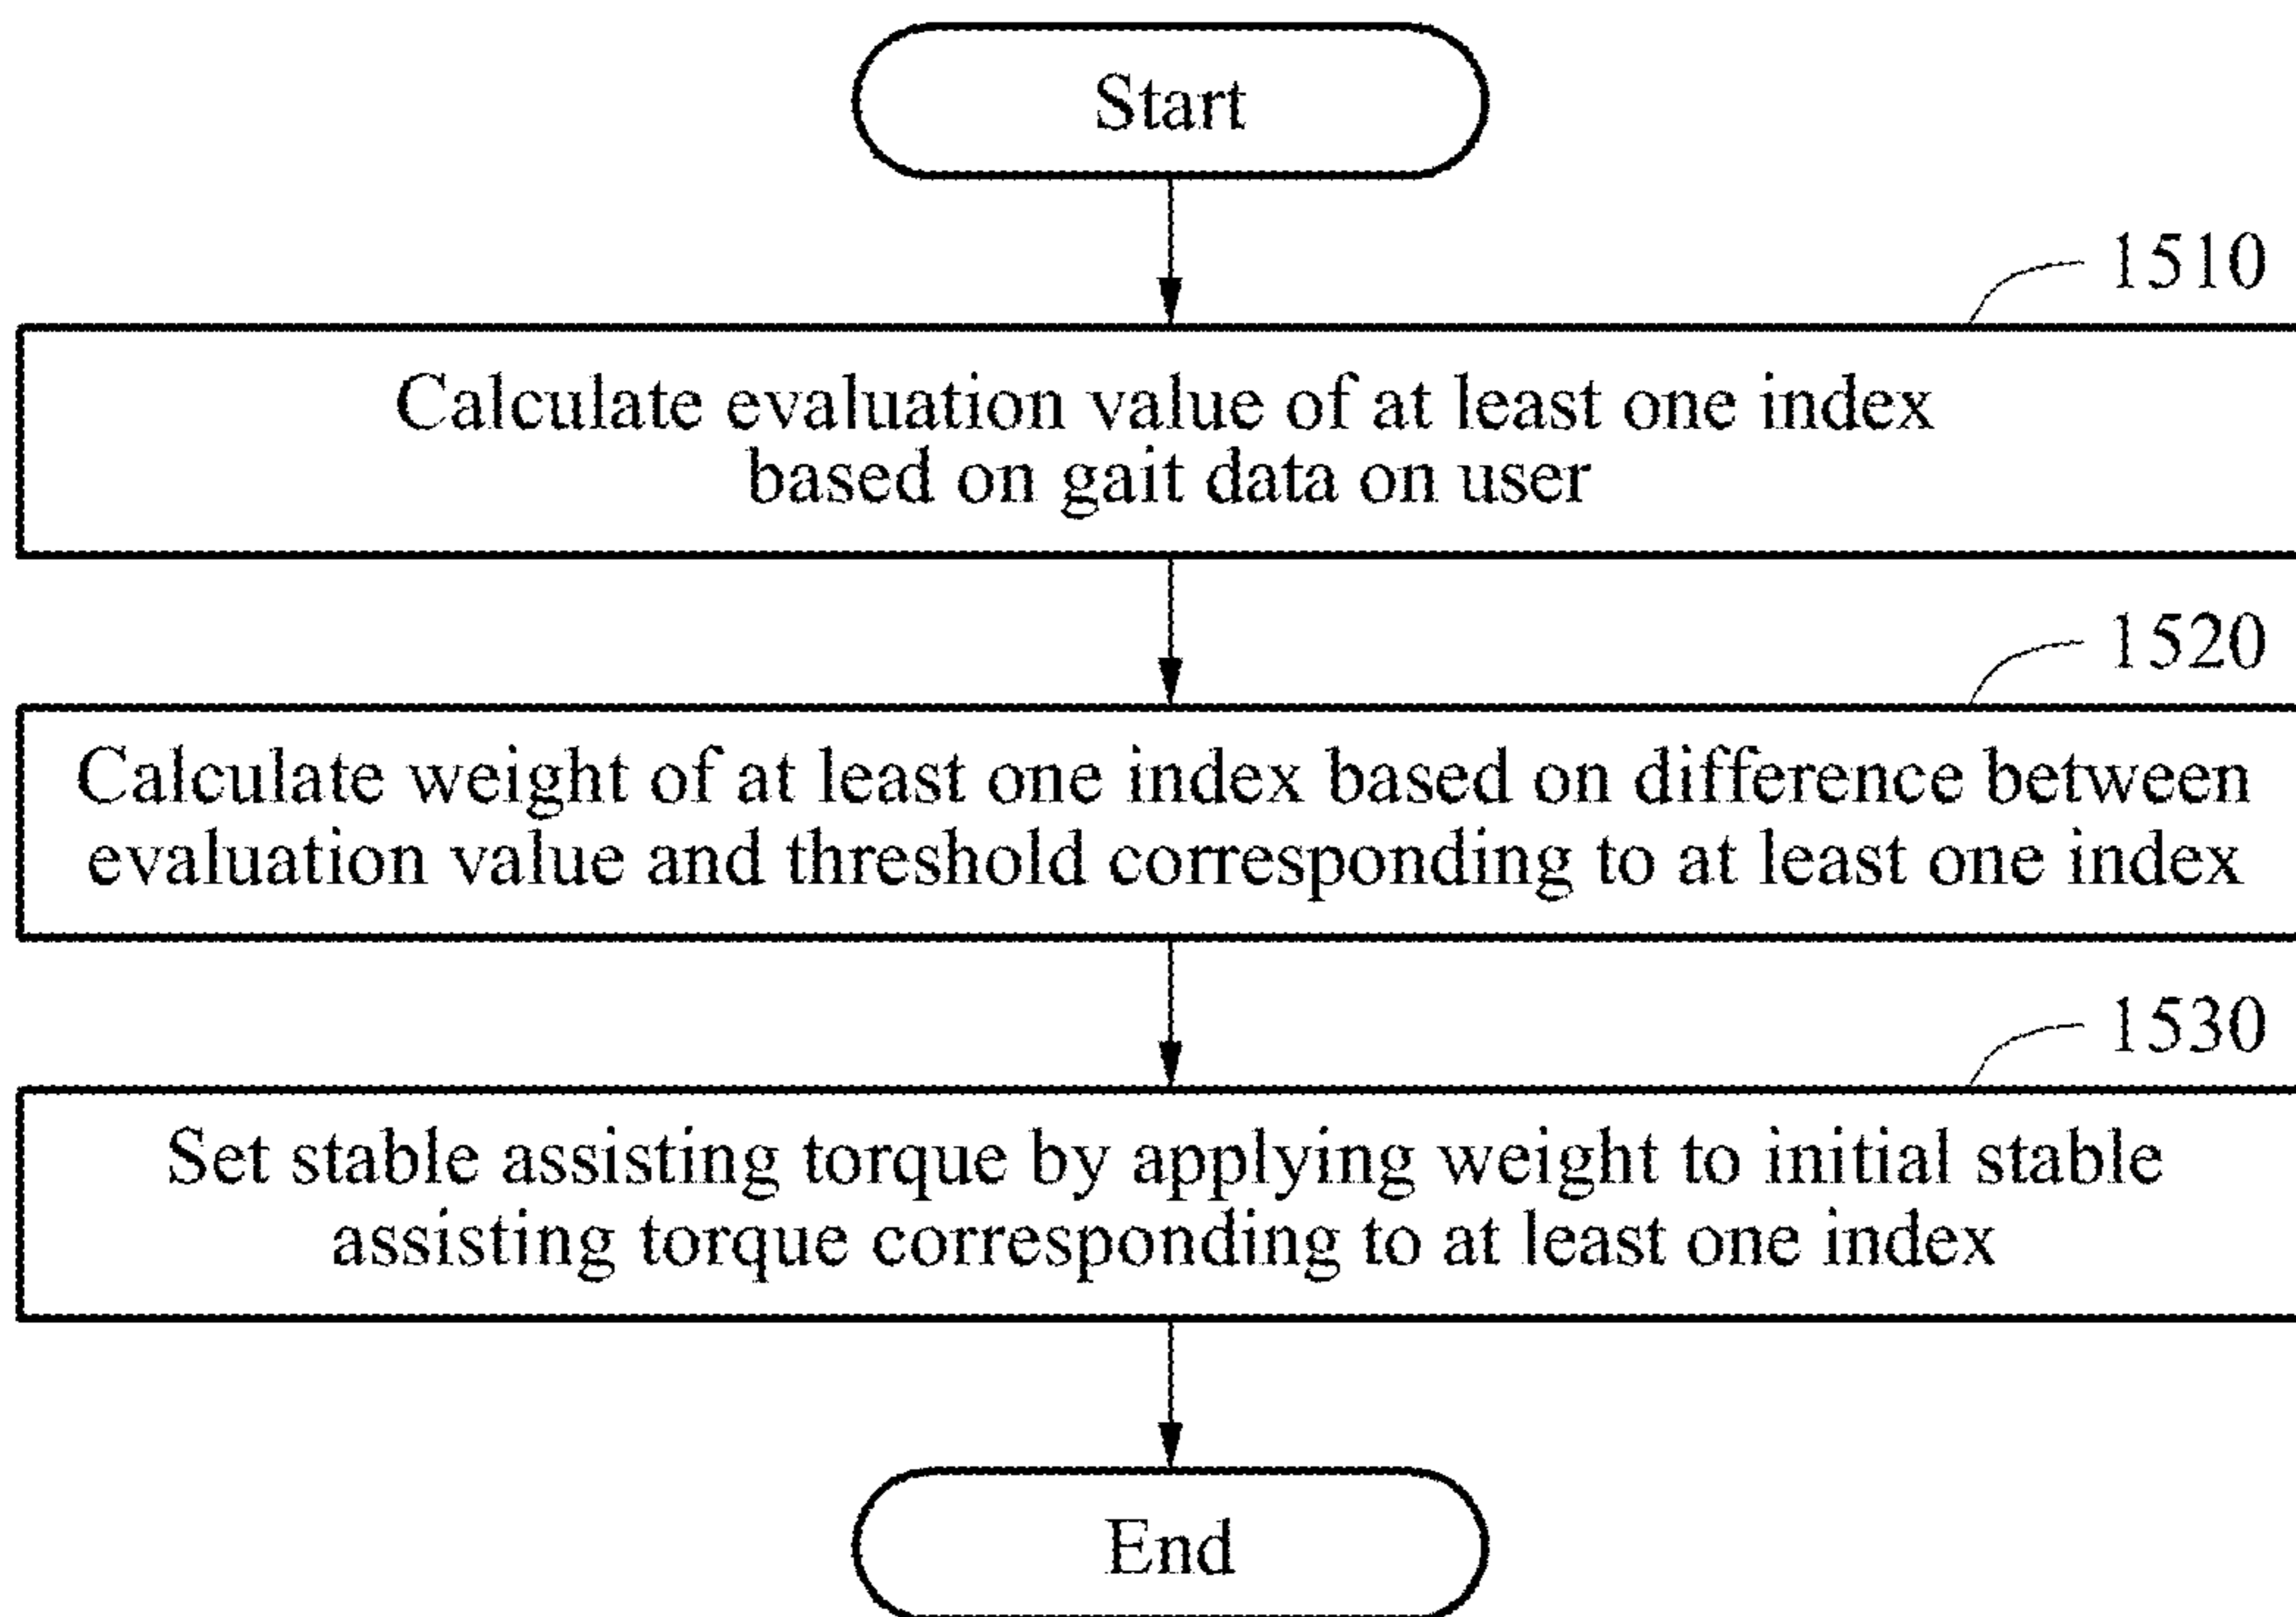 Start
1510
Calculate evaluation value of at least one index
based on gait data on user
1520
Calculate weight of at least one index based on difference between
evaluation value and threshold corresponding to at least one index
1530
Set stable assisting torque by applying weight to initial stable
assisting torque corresponding to at least one index
End